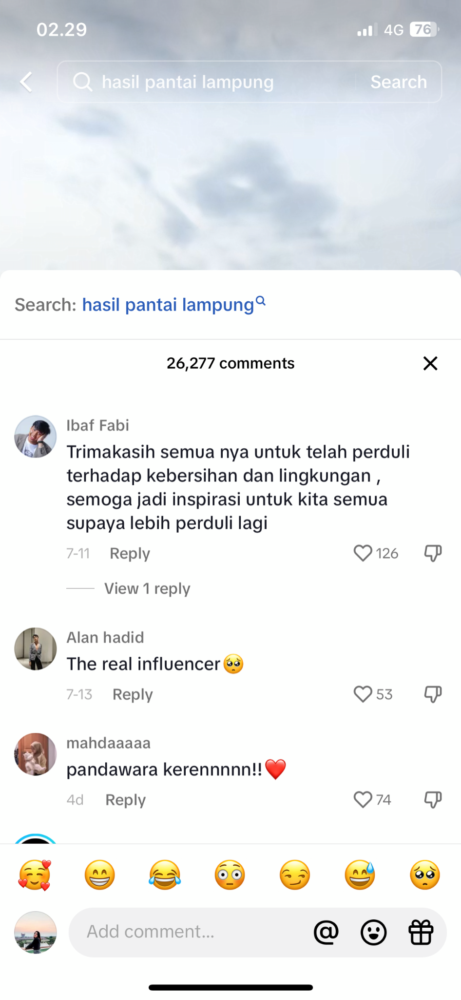 02.29
4G 76
hasil pantai lampung
Search
Search: hasil pantai lampung
26,277 comments
Ibaf Fabi
Trimakasih semua nya untuk telah perduli
terhadap kebersihan dan lingkungan ,
semoga jadi inspirasi untuk kita semua
supaya lebih perduli lagi
7-11 Reply 126
View 1 reply
Alan hadid
The real influencer🥺
7-13 Reply 53
mahdaaaaa
pandawara kerennnnn!!❤️
4d Reply 74
Add comment...